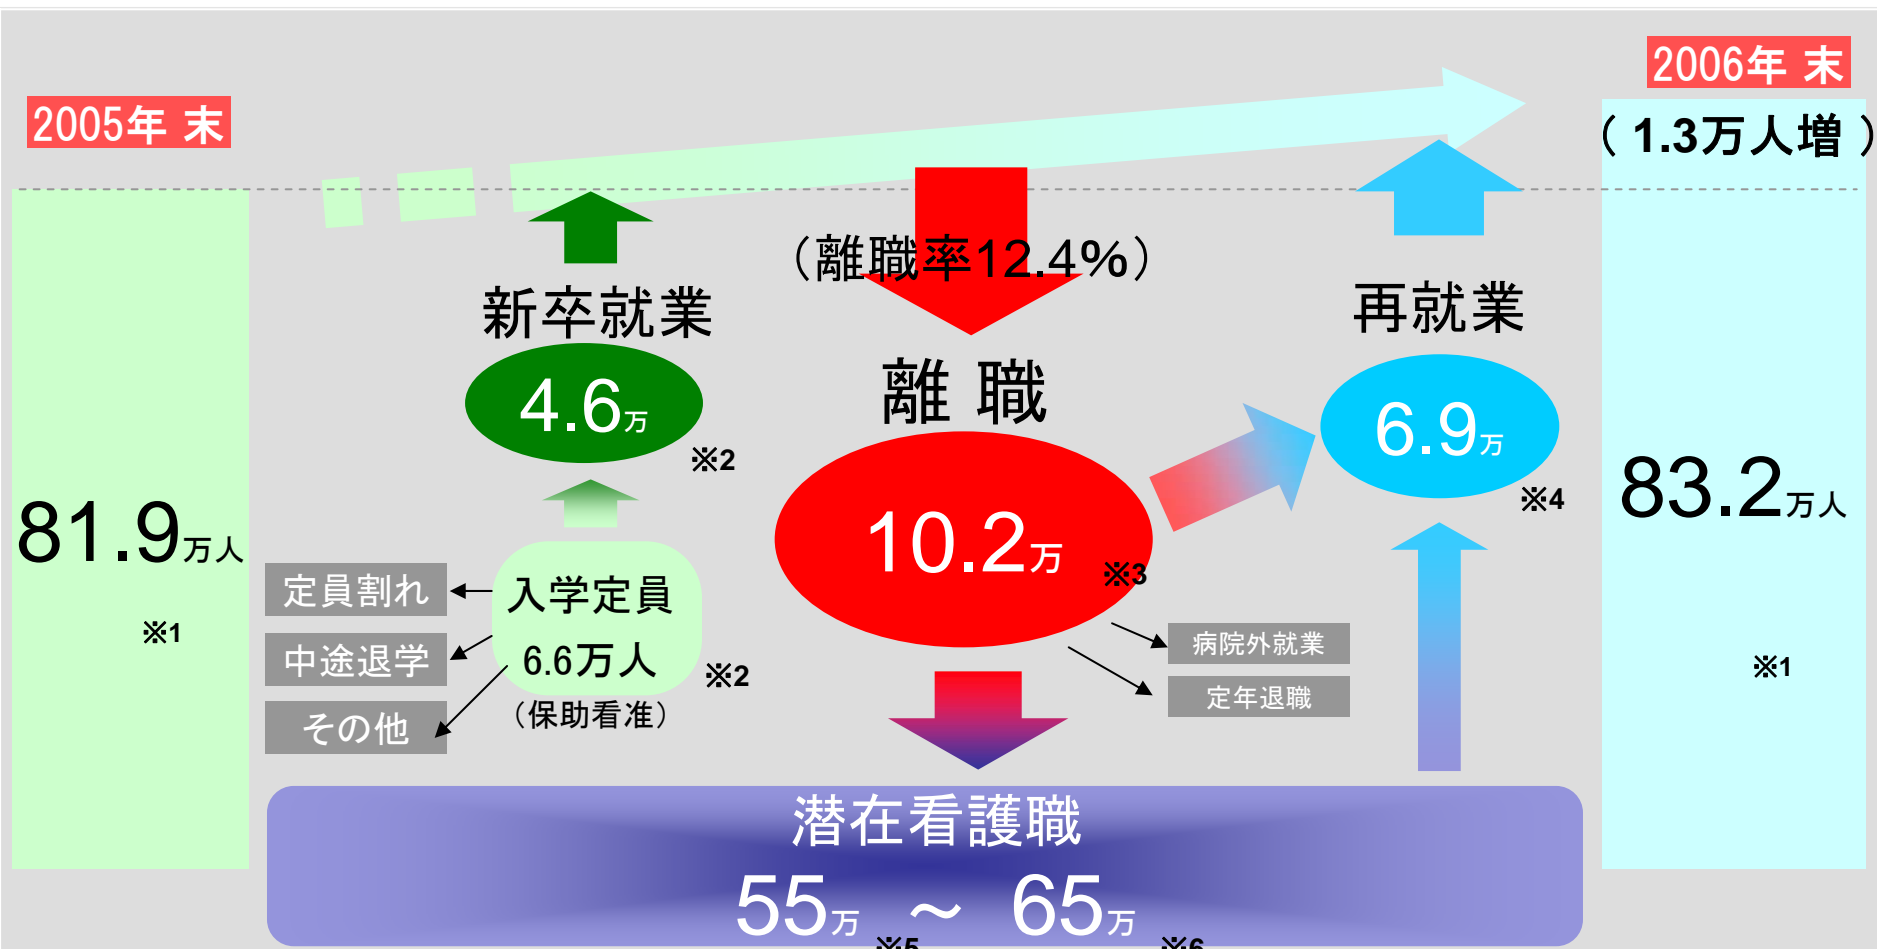 2005年 末
81.9万人
※1
新卒就業
4.6万
※2
入学定員
6.6万人
※2
(保助看准)
定員割れ
中途退学
その他
(離職率12.4%)
離 職
10.2万
※3
病院外就業
定年退職
再就業
6.9万
※4
2006年 末
( 1.3万人増 )
83.2万人
※1
潜在看護職
55万 ～ 65万
※5 ※6